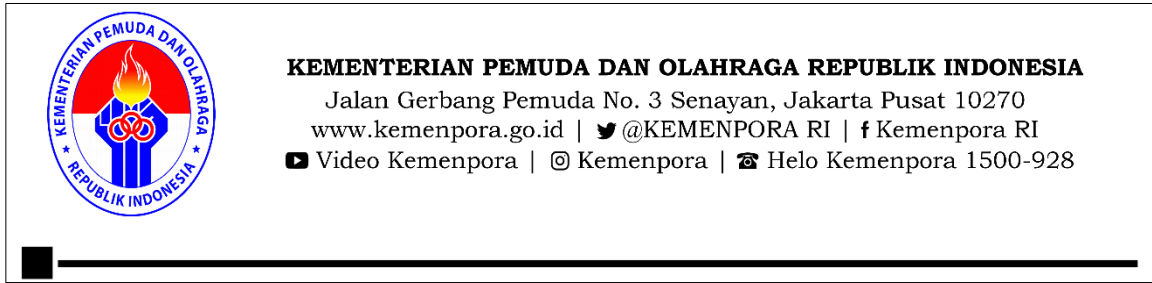 KEMENTERIAN PEMUDA DAN OLAHRAGA
REPUBLIK INDONESIA
KEMENTERIAN PEMUDA DAN OLAHRAGA REPUBLIK INDONESIA
Jalan Gerbang Pemuda No. 3 Senayan, Jakarta Pusat 10270
www.kemenpora.go.id | @KEMENPORA RI | Kemenpora RI
Video Kemenpora | Kemenpora | Helo Kemenpora 1500-928